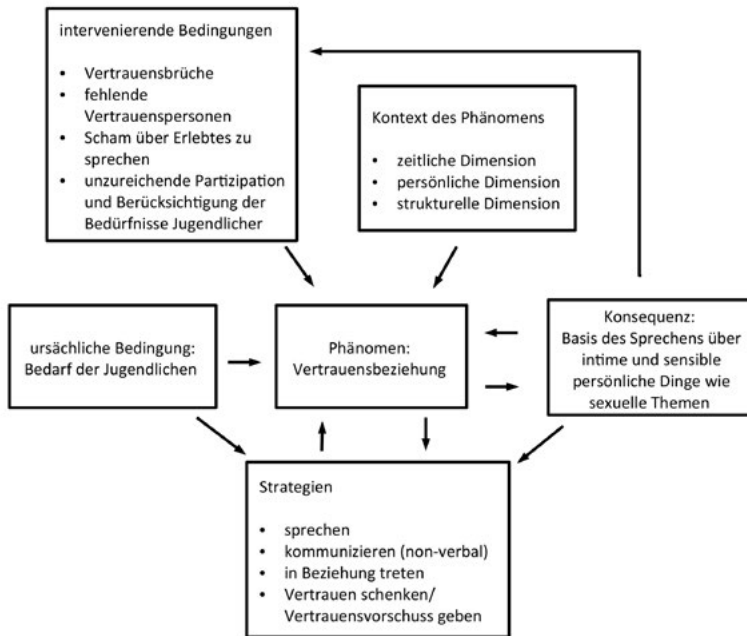 intervenierende Bedingungen
• Vertrauensbrüche
• fehlende
Vertrauenspersonen
• Scham über Erlebtes zu
sprechen
• unzureichende Partizipation
und Berücksichtigung der
Bedürfnisse Jugendlicher
Kontext des Phänomens
• zeitliche Dimension
• persönliche Dimension
• strukturelle Dimension
ursächliche Bedingung:
Bedarf der Jugendlichen
Phänomen:
Vertrauensbeziehung
Konsequenz:
Basis des Sprechens über
intime und sensible
persönliche Dinge wie
sexuelle Themen
Strategien
• sprechen
• kommunizieren (non-verbal)
• in Beziehung treten
• Vertrauen schenken/
Vertrauensvorschuss geben